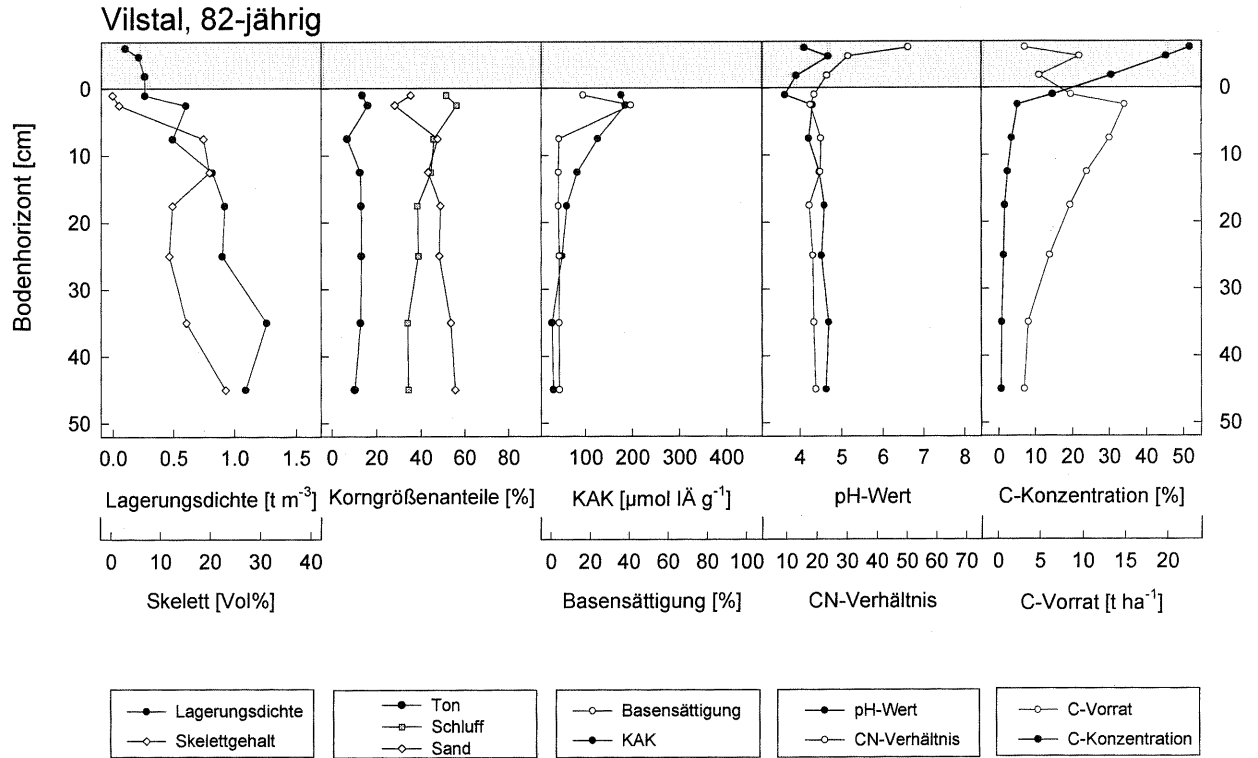 Vilstal, 82-jährig
Bodenhorizont [cm]
0
10
20
30
40
50
0
10
20
30
40
50
0.0 0.5 1.0 1.5
0 20 40 60 80
100 200 300 400
4 5 6 7 8
0 10 20 30 40 50
Lagerungsdichte [t m⁻³]
Korngrößenanteile [%]
KAK [µmol IÄ g⁻¹]
pH-Wert
C-Konzentration [%]
0 10 20 30 40
0 20 40 60 80 100
10 20 30 40 50 60 70
0 5 10 15 20
Skelett [Vol%]
Basensättigung [%]
CN-Verhältnis
C-Vorrat [t ha⁻¹]
Lagerungsdichte
Skelettgehalt
Ton
Schluff
Sand
Basensättigung
KAK
pH-Wert
CN-Verhältnis
C-Vorrat
C-Konzentration